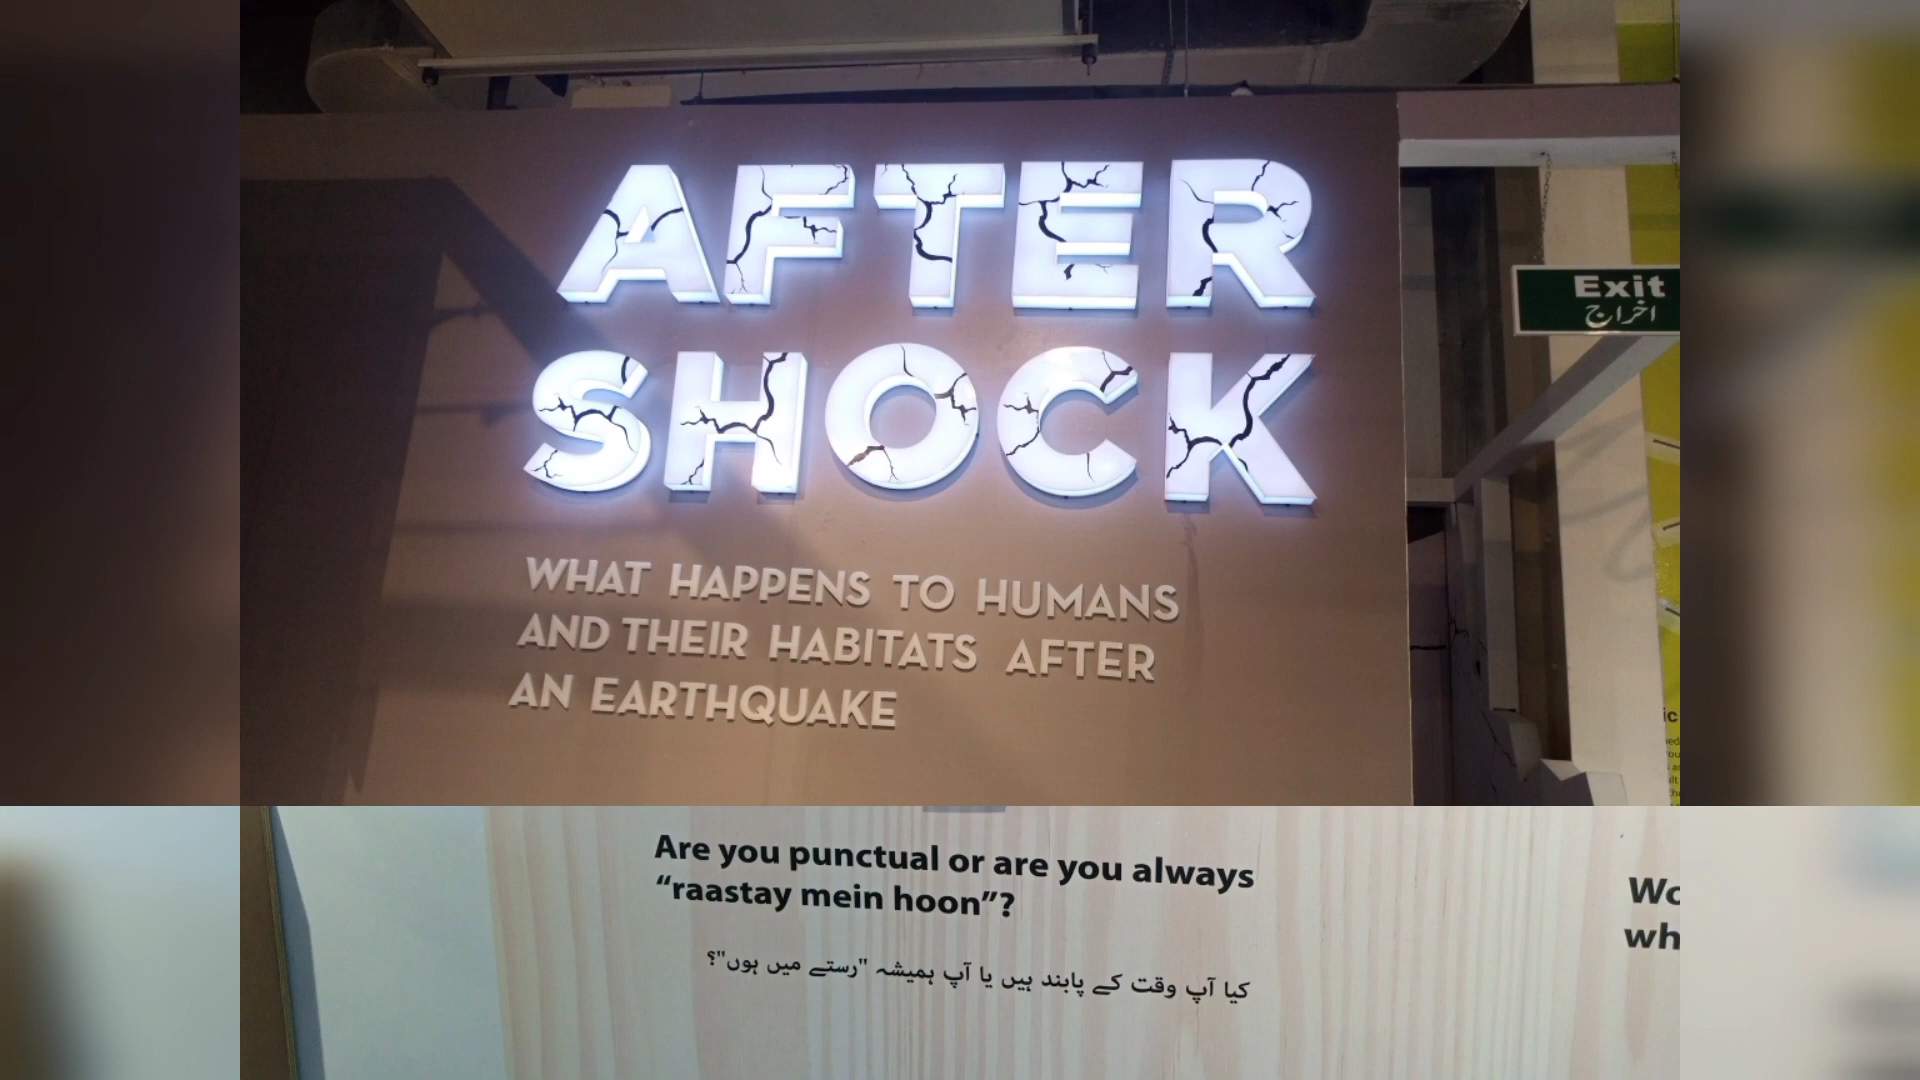 AFTER
SHOCK
WHAT HAPPENS TO HUMANS
AND THEIR HABITATS AFTER
AN EARTHQUAKE
Exit
اخراج
Are you punctual or are you always
“raastay mein hoon”?
کیا آپ وقت کے پابند ہیں یا آپ ہمیشہ "رستے میں ہوں"؟